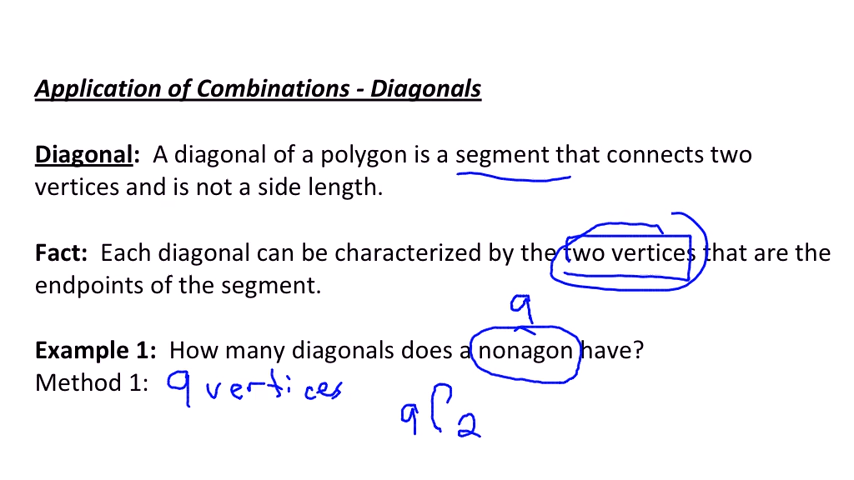 Application of Combinations - Diagonals
Diagonal: A diagonal of a polygon is a segment that connects two
vertices and is not a side length.
Fact: Each diagonal can be characterized by the two vertices that are the
endpoints of the segment.
9
Example 1: How many diagonals does a nonagon have?
Method 1: 9 vertices
9C2